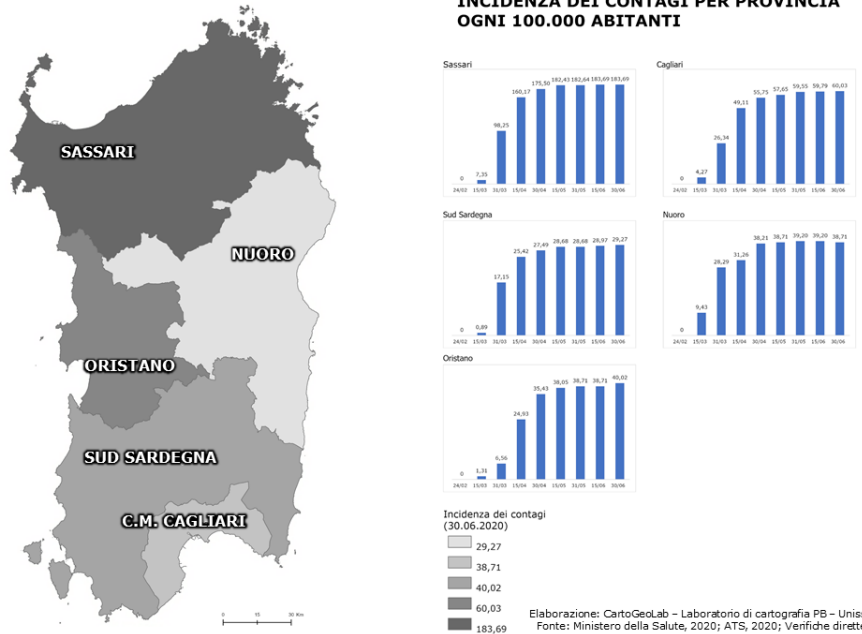 INCIDENZA DEI CONTAGI PER PROVINCIA
OGNI 100.000 ABITANTI
SASSARI
NUORO
ORISTANO
SUD SARDEGNA
C.M. CAGLIARI
0 15 30 Km
Sassari
0 7,35 98,25 160,17 175,50 182,43 182,64 183,69 183,69
24/02 15/03 31/03 15/04 30/04 15/05 31/05 15/06 30/06
Cagliari
0 4,27 26,34 49,11 55,75 57,65 59,55 59,79 60,03
24/02 15/03 31/03 15/04 30/04 15/05 31/05 15/06 30/06
Sud Sardegna
0 0,89 17,15 25,42 27,49 28,68 28,68 28,97 29,27
24/02 15/03 31/03 15/04 30/04 15/05 31/05 15/06 30/06
Nuoro
0 9,43 28,29 31,26 38,21 38,71 39,20 39,20 38,71
24/02 15/03 31/03 15/04 30/04 15/05 31/05 15/06 30/06
Oristano
0 1,31 6,56 24,93 35,43 38,05 38,71 38,71 40,02
24/02 15/03 31/03 15/04 30/04 15/05 31/05 15/06 30/06
Incidenza dei contagi
(30.06.2020)
29,27
38,71
40,02
60,03
183,69
Elaborazione: CartoGeoLab – Laboratorio di cartografia PB – Uniss
Fonte: Ministero della Salute, 2020; ATS, 2020; Verifiche dirette